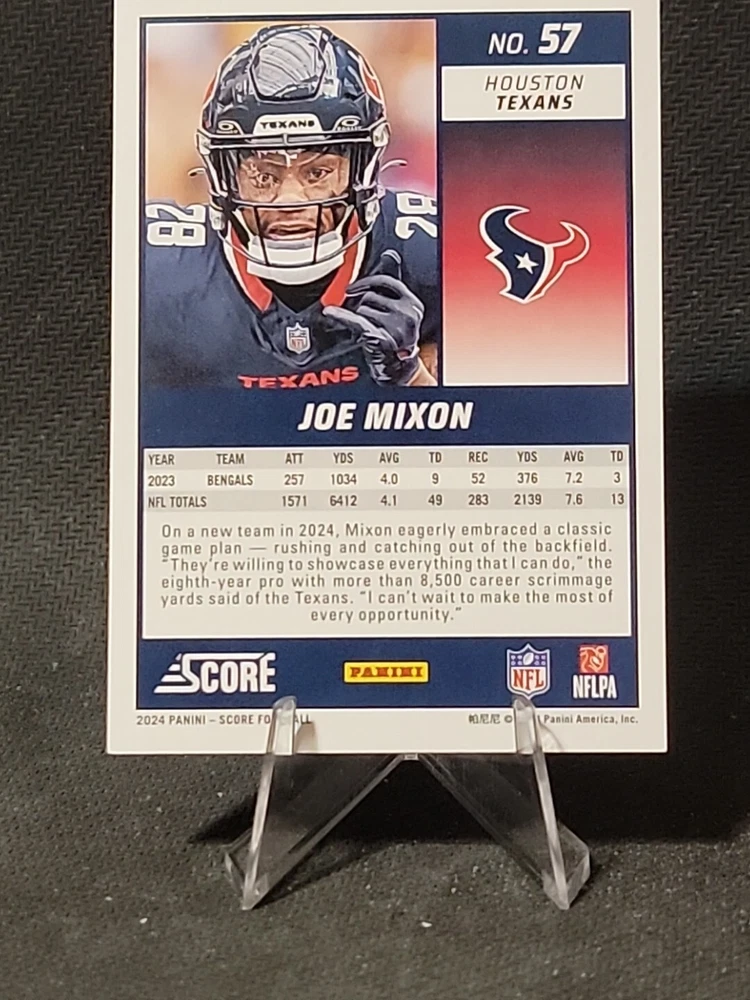 NO. 57
HOUSTON
TEXANS
TEXANS
82
28
NFL
TEXANS
JOE MIXON
YEAR TEAM ATT YDS AVG TD REC YDS AVG TD
2023 BENGALS 257 1034 4.0 9 52 376 7.2 3
NFL TOTALS 1571 6412 4.1 49 283 2139 7.6 13
On a new team in 2024, Mixon eagerly embraced a classic
game plan — rushing and catching out of the backfield.
"They're willing to showcase everything that I can do," the
eighth-year pro with more than 8,500 career scrimmage
yards said of the Texans. "I can't wait to make the most of
every opportunity."
SCORE PANINI NFL NFLPA
2024 PANINI – SCORE FOOTBALL 帕尼尼 © Panini America, Inc.